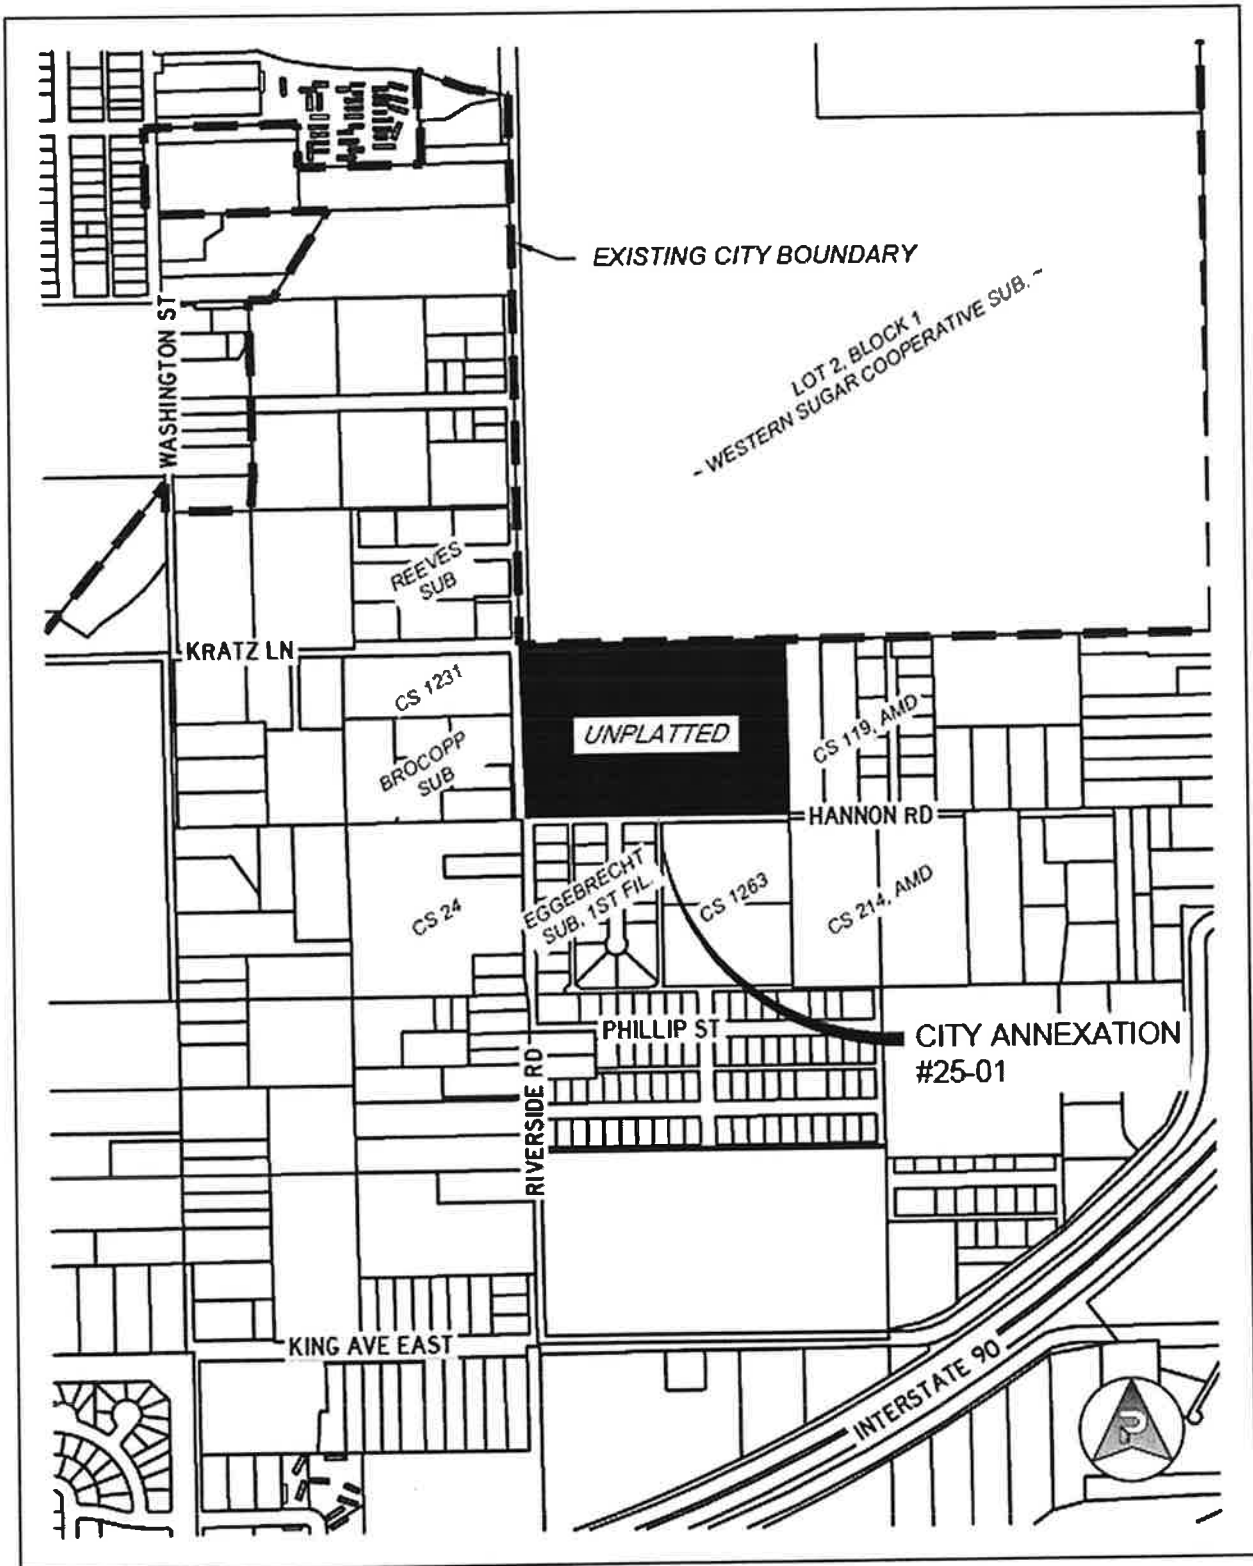 EXISTING CITY BOUNDARY
LOT 2, BLOCK 1
~ WESTERN SUGAR COOPERATIVE SUB. ~
WASHINGTON ST
REEVES
SUB
KRATZ LN
CS 1231
UNPLATTED
CS 119, AMD
BROCOPP
SUB
HANNON RD
EGGEBRECHT
SUB, 1ST FIL.
CS 1263
CS 214, AMD
CS 24
PHILLIP ST
CITY ANNEXATION
#25-01
RIVERSIDE RD
KING AVE EAST
INTERSTATE 90
P